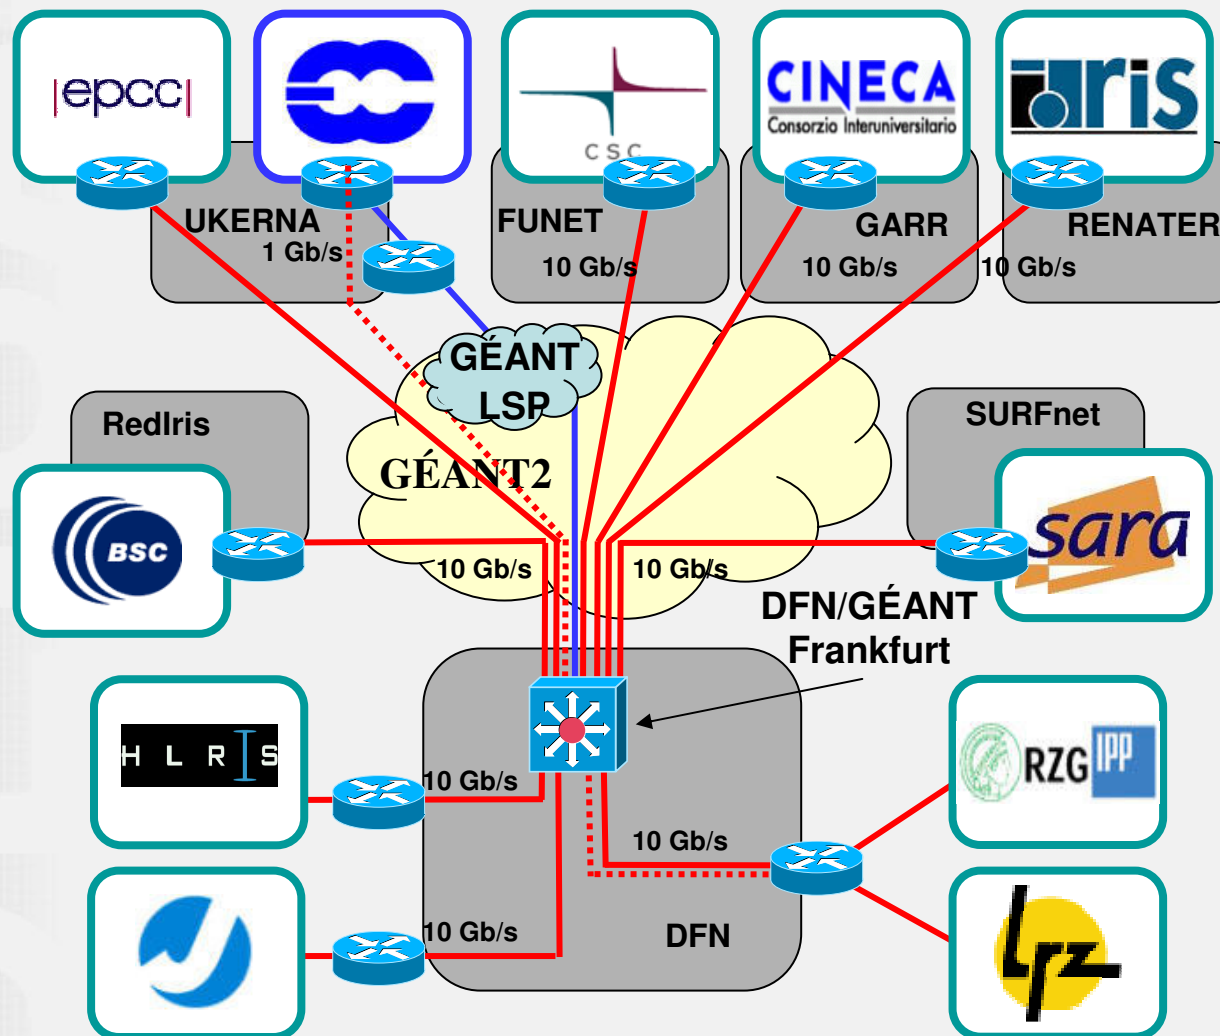 |epcc|
CSC
CINECA
Consorzio Interuniversitario
idris
UKERNA
1 Gb/s
FUNET
10 Gb/s
GARR
10 Gb/s
RENATER
10 Gb/s
GÉANT
LSP
GÉANT2
RedIris
BSC
10 Gb/s
10 Gb/s
SURFnet
sara
DFN/GÉANT
Frankfurt
HLRIS
10 Gb/s
10 Gb/s
RZG IPP
10 Gb/s
DFN
lrz